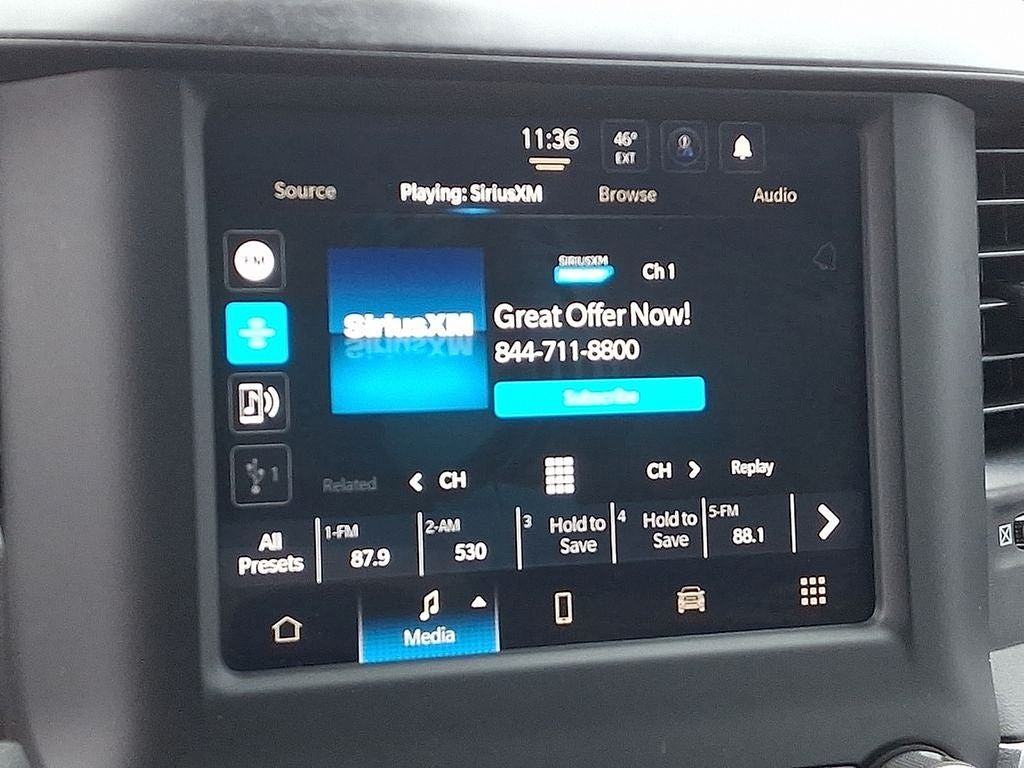 11:36
46°
EXT
Source Playing: SiriusXM Browse Audio
FM
SIRIUSXM
Ch 1
SiriusXM
Great Offer Now!
844-711-8800
Subscribe
1
Related CH CH Replay
All
Presets
1-FM
87.9
2-AM
530
3 Hold to
Save
4 Hold to
Save
5-FM
88.1
Media